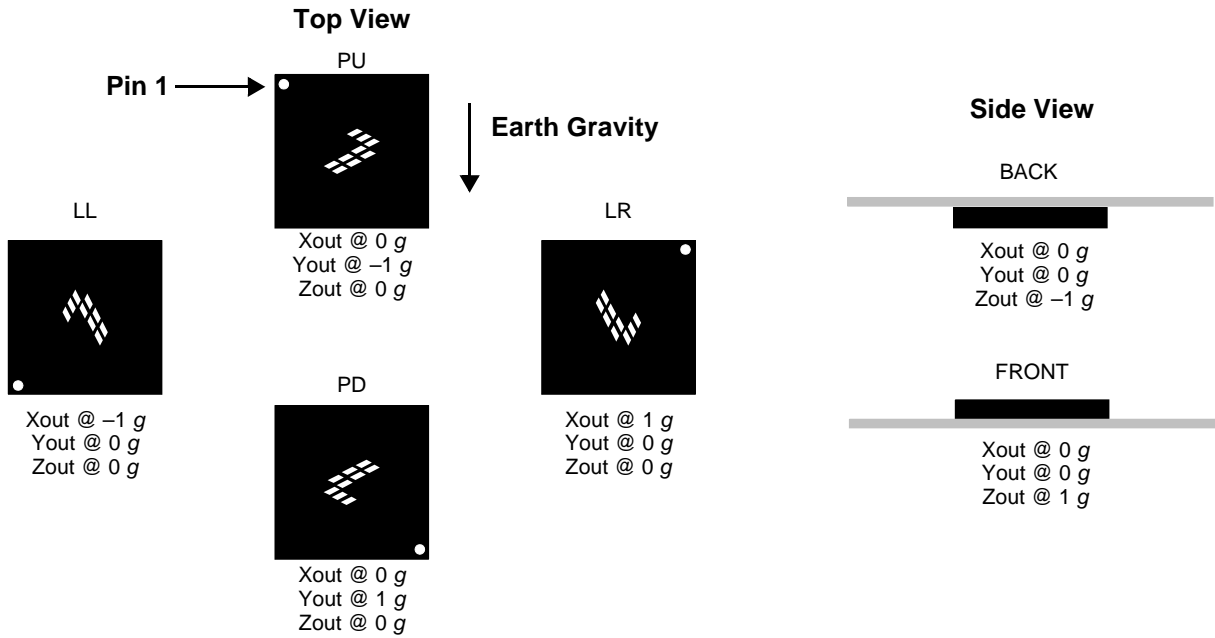 Top View
PU
Pin 1
Earth Gravity
Xout @ 0 g
Yout @ –1 g
Zout @ 0 g
LL
Xout @ –1 g
Yout @ 0 g
Zout @ 0 g
LR
Xout @ 1 g
Yout @ 0 g
Zout @ 0 g
PD
Xout @ 0 g
Yout @ 1 g
Zout @ 0 g
Side View
BACK
Xout @ 0 g
Yout @ 0 g
Zout @ –1 g
FRONT
Xout @ 0 g
Yout @ 0 g
Zout @ 1 g